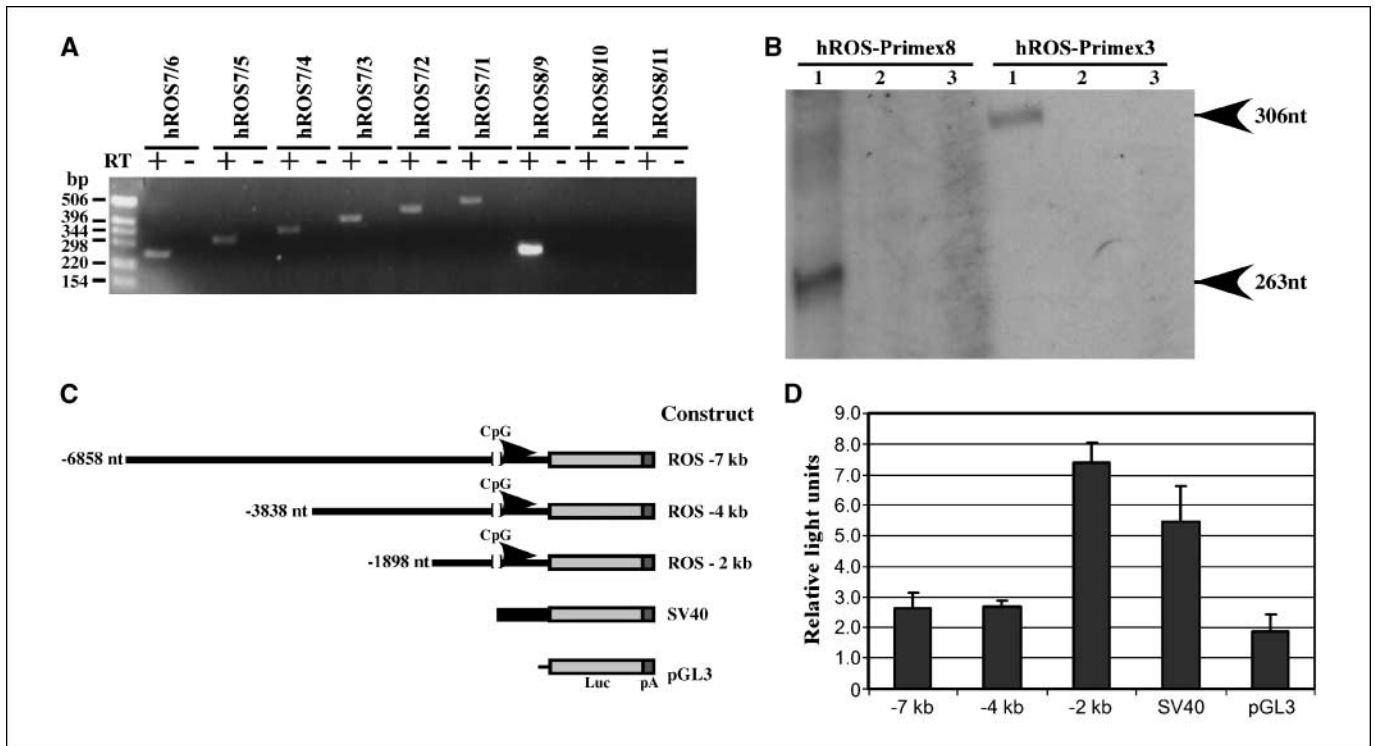 A
hROS7/6 hROS7/5 hROS7/4 hROS7/3 hROS7/2 hROS7/1 hROS8/9 hROS8/10 hROS8/11
RT + - + - + - + - + - + - + - + - + -
bp
506
396
344
298
220
154
B
hROS-Primex8 hROS-Primex3
1 2 3 1 2 3
306nt
263nt
C
Construct
CpG
-6858 nt ROS -7 kb
CpG
-3838 nt ROS -4 kb
CpG
-1898 nt ROS - 2 kb
SV40
pGL3
Luc pA
D
Relative light units
9.0
8.0
7.0
6.0
5.0
4.0
3.0
2.0
1.0
0
-7 kb -4 kb -2 kb SV40 pGL3